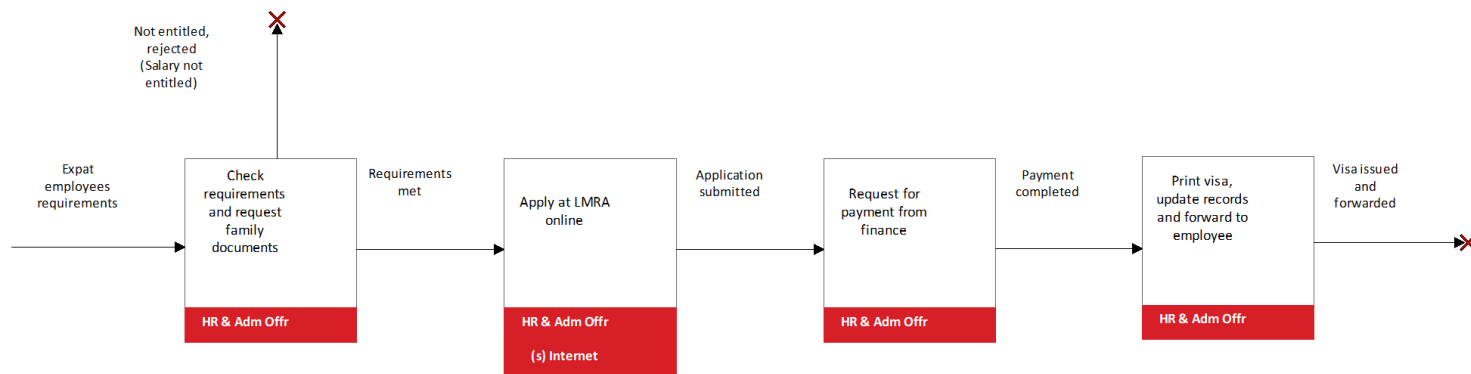 Not entitled,
rejected
(Salary not
entitled)
Expat
employees
requirements
Check
requirements
and request
family
documents
HR & Adm Offr
Requirements
met
Apply at LMRA
online
HR & Adm Offr
(s) Internet
Application
submitted
Request for
payment from
finance
HR & Adm Offr
Payment
completed
Print visa,
update records
and forward to
employee
HR & Adm Offr
Visa issued
and
forwarded